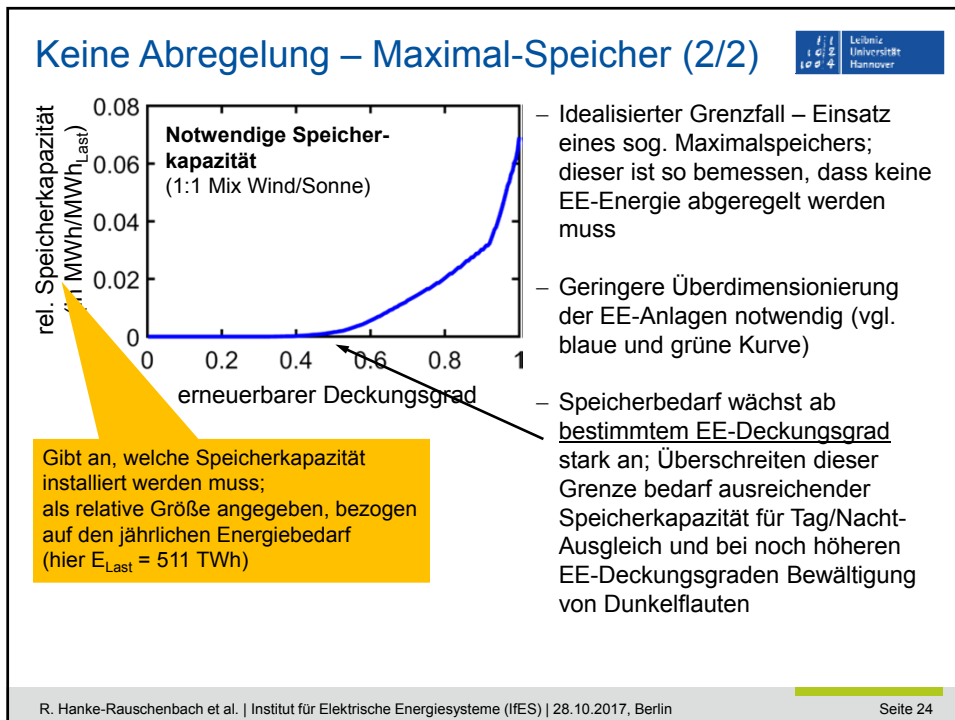 Keine Abregelung – Maximal-Speicher (2/2)
Leibniz
Universität
Hannover
rel. Speicherkapazität
(in MWh/MWh_Last)
0.08
0.06
0.04
0.02
0
Notwendige Speicher-
kapazität
(1:1 Mix Wind/Sonne)
0 0.2 0.4 0.6 0.8 1
erneuerbarer Deckungsgrad
Gibt an, welche Speicherkapazität
installiert werden muss;
als relative Größe angegeben, bezogen
auf den jährlichen Energiebedarf
(hier E_Last = 511 TWh)
– Idealisierter Grenzfall – Einsatz
eines sog. Maximalspeichers;
dieser ist so bemessen, dass keine
EE-Energie abgeregelt werden
muss
– Geringere Überdimensionierung
der EE-Anlagen notwendig (vgl.
blaue und grüne Kurve)
– Speicherbedarf wächst ab
bestimmtem EE-Deckungsgrad
stark an; Überschreiten dieser
Grenze bedarf ausreichender
Speicherkapazität für Tag/Nacht-
Ausgleich und bei noch höheren
EE-Deckungsgraden Bewältigung
von Dunkelflauten
R. Hanke-Rauschenbach et al. | Institut für Elektrische Energiesysteme (IfES) | 28.10.2017, Berlin
Seite 24